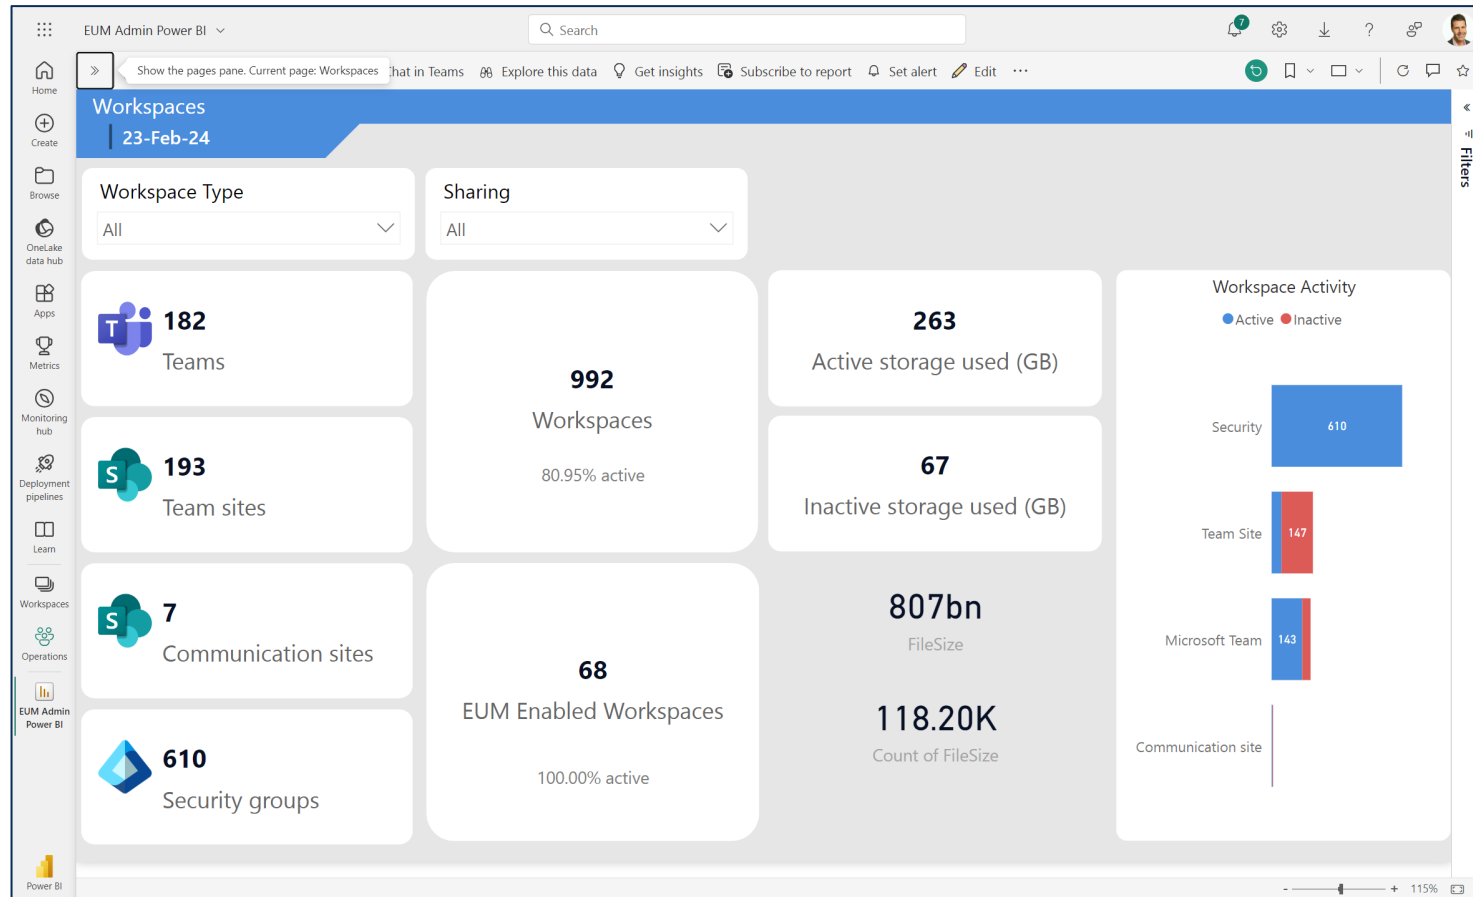 EUM Admin Power BI
Search
7
Home
Show the pages pane. Current page: Workspaces
hat in Teams
Explore this data
Get insights
Subscribe to report
Set alert
Edit
Create
Browse
OneLake
data hub
Apps
Metrics
Monitoring
hub
Deployment
pipelines
Learn
Workspaces
Operations
EUM Admin
Power BI
Power BI
Workspaces
23-Feb-24
Workspace Type
All
Sharing
All
T
182
Teams
S
193
Team sites
S
7
Communication sites
610
Security groups
992
Workspaces
80.95% active
68
EUM Enabled Workspaces
100.00% active
263
Active storage used (GB)
67
Inactive storage used (GB)
807bn
FileSize
118.20K
Count of FileSize
Workspace Activity
Active Inactive
Security
610
Team Site
147
Microsoft Team
143
Communication site
Filters
- + 115%